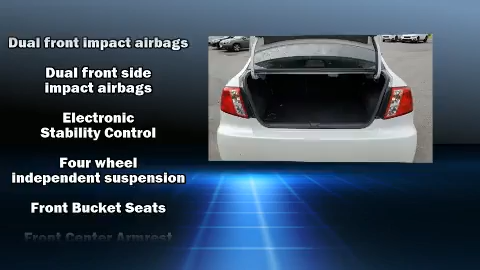 Dual front impact airbags
Dual front side
impact airbags
Electronic
Stability Control
Four wheel
independent suspension
Front Bucket Seats
Front Center Armrest